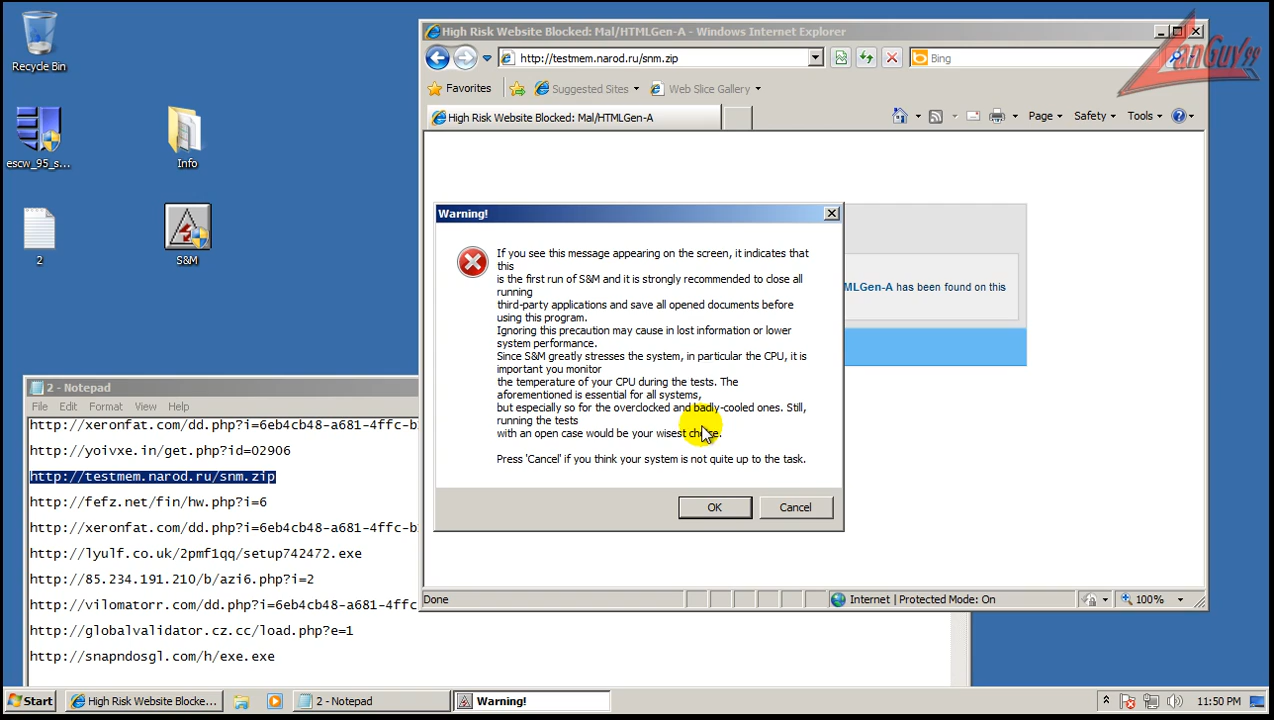 Recycle Bin
escw_95_s...
Info
2
S&M
High Risk Website Blocked: Mal/HTMLGen-A - Windows Internet Explorer
anGuy99
http://testmem.narod.ru/snm.zip
Bing
Favorites
Suggested Sites
Web Slice Gallery
High Risk Website Blocked: Mal/HTMLGen-A
Page
Safety
Tools
MLGen-A has been found on this
Warning!
If you see this message appearing on the screen, it indicates that
this
is the first run of S&M and it is strongly recommended to close all
running
third-party applications and save all opened documents before
using this program.
Ignoring this precaution may cause in lost information or lower
system performance.
Since S&M greatly stresses the system, in particular the CPU, it is
important you monitor
the temperature of your CPU during the tests. The
aforementioned is essential for all systems,
but especially so for the overclocked and badly-cooled ones. Still,
running the tests
with an open case would be your wisest choice.
Press 'Cancel' if you think your system is not quite up to the task.
OK
Cancel
Done
Internet | Protected Mode: On
100%
2 - Notepad
File Edit Format View Help
http://xeronfat.com/dd.php?i=6eb4cb48-a681-4ffc-b
http://yoivxe.in/get.php?id=02906
http://testmem.narod.ru/snm.zip
http://fefz.net/fin/hw.php?i=6
http://xeronfat.com/dd.php?i=6eb4cb48-a681-4ffc-b
http://lyulf.co.uk/2pmf1qq/setup742472.exe
http://85.234.191.210/b/azi6.php?i=2
http://vilomatorr.com/dd.php?i=6eb4cb48-a681-4ffc-
http://globalvalidator.cz.cc/load.php?e=1
http://snapndosgl.com/h/exe.exe
Start
High Risk Website Blocke...
2 - Notepad
Warning!
11:50 PM